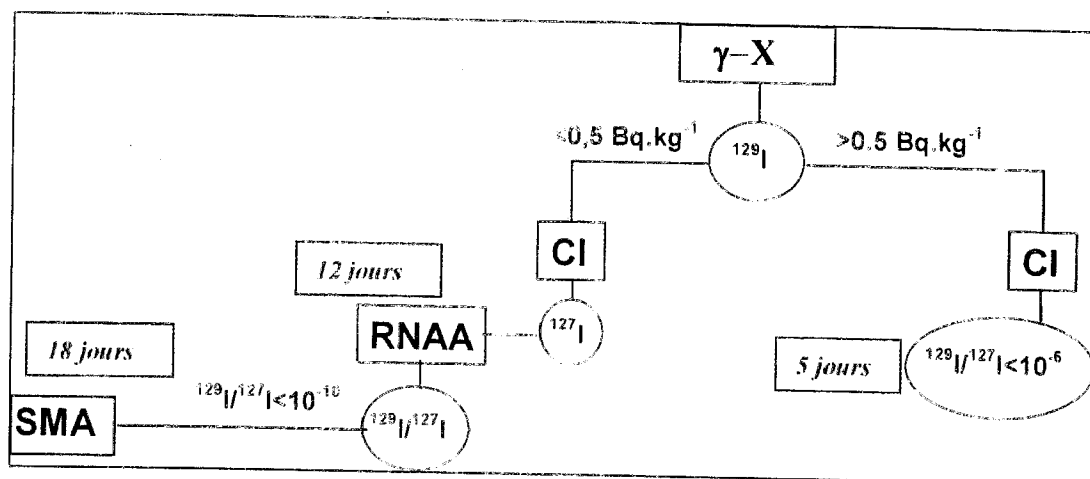 γ–X
<0,5 Bq.kg⁻¹
¹²⁹I
>0.5 Bq.kg⁻¹
CI
CI
12 jours
RNAA
¹²⁷I
18 jours
5 jours
¹²⁹I/¹²⁷I<10⁻⁶
¹²⁹I/¹²⁷I<10⁻¹⁰
SMA
¹²⁹I/¹²⁷I